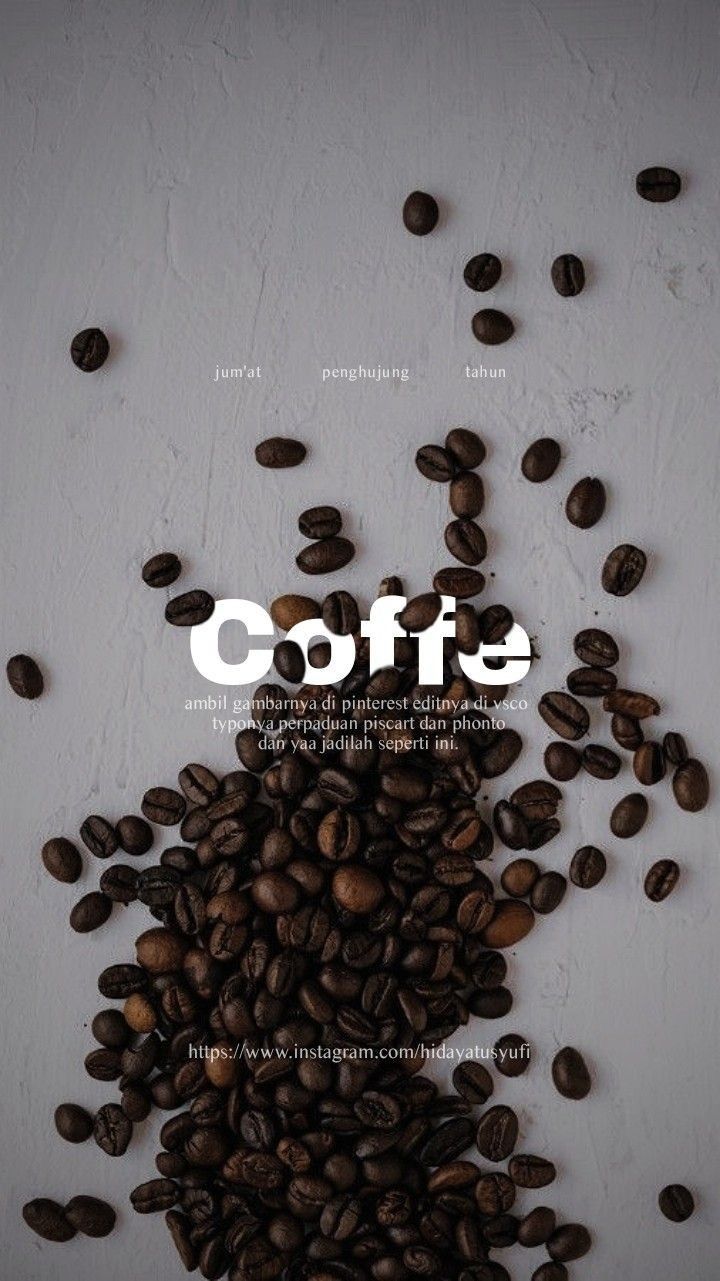 jum'at penghujung tahun
Coffe
ambil gambarnya di pinterest editnya di vsco
typonya perpaduan piscart dan phonto
dan yaa jadilah seperti ini.
https://www.instagram.com/hidayatusyufi